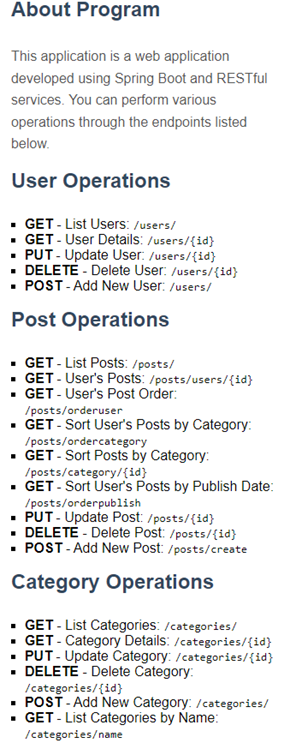 About Program
This application is a web application
developed using Spring Boot and RESTful
services. You can perform various
operations through the endpoints listed
below.
User Operations
GET - List Users: /users/
GET - User Details: /users/{id}
PUT - Update User: /users/{id}
DELETE - Delete User: /users/{id}
POST - Add New User: /users/
Post Operations
GET - List Posts: /posts/
GET - User's Posts: /posts/users/{id}
GET - User's Post Order:
/posts/orderuser
GET - Sort User's Posts by Category:
/posts/ordercategory
GET - Sort Posts by Category:
/posts/category/{id}
GET - Sort User's Posts by Publish Date:
/posts/orderpublish
PUT - Update Post: /posts/{id}
DELETE - Delete Post: /posts/{id}
POST - Add New Post: /posts/create
Category Operations
GET - List Categories: /categories/
GET - Category Details: /categories/{id}
PUT - Update Category: /categories/{id}
DELETE - Delete Category:
/categories/{id}
POST - Add New Category: /categories/
GET - List Categories by Name:
/categories/name